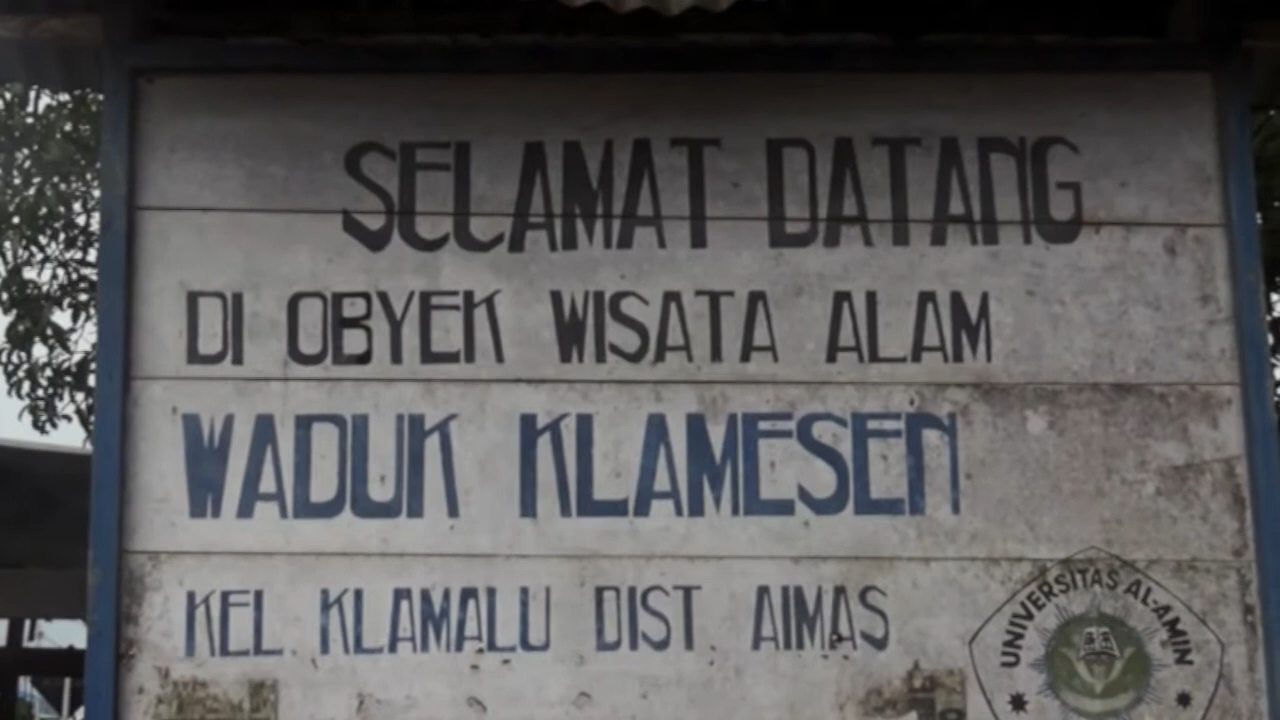 SELAMAT DATANG
DI OBYEK WISATA ALAM
WADUK KLAMESEN
KEL. KLAMALU DIST. AIMAS
UNIVERSITAS AL-AMIN